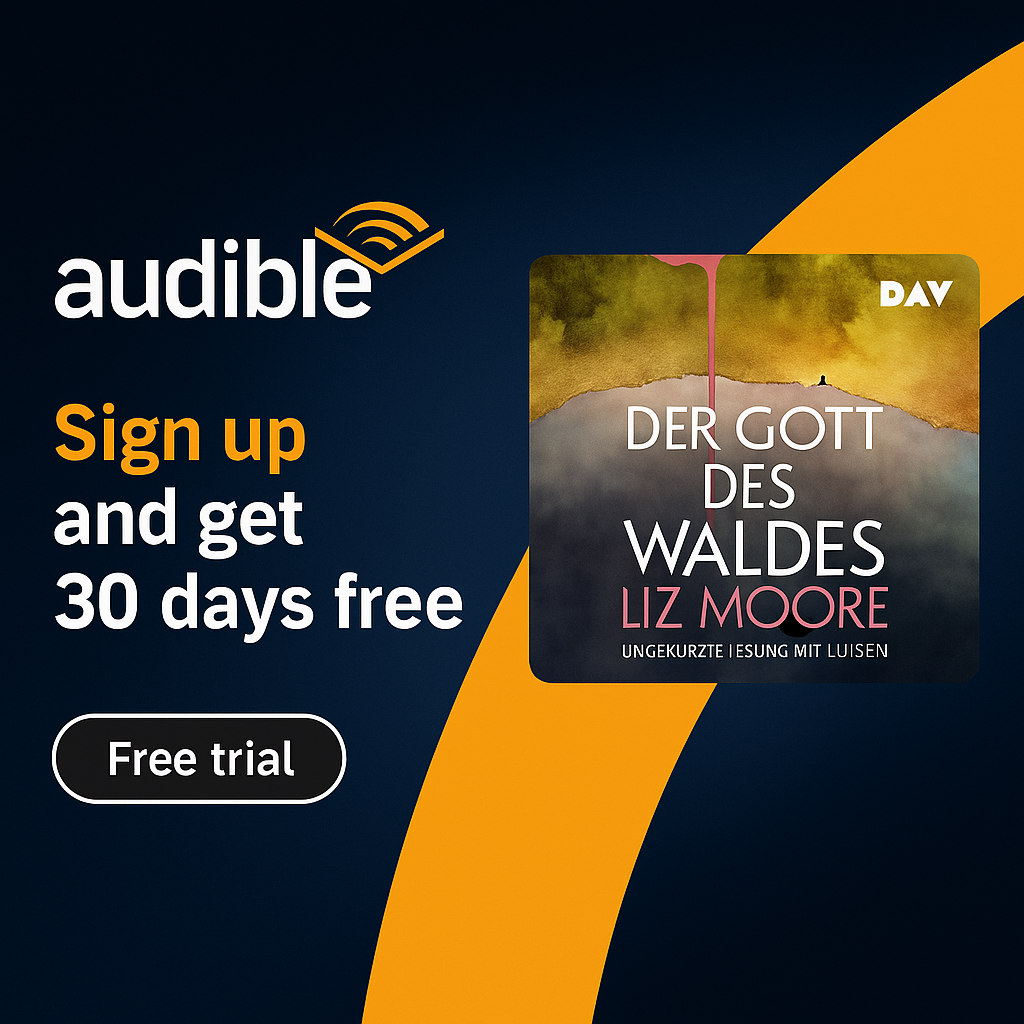 audible
Sign up
and get
30 days free
Free trial
DAV
DER GOTT
DES
WALDES
LIZ MOORE
UNGEKURZTE IESUNG MIT LUISEN